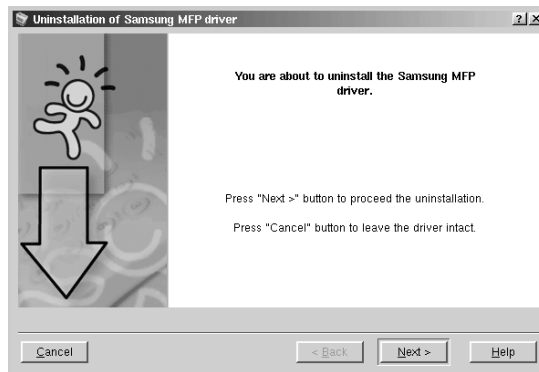 Uninstallation of Samsung MFP driver
You are about to uninstall the Samsung MFP
driver.
Press "Next >" button to proceed the uninstallation.
Press "Cancel" button to leave the driver intact.
Cancel
< Back
Next >
Help